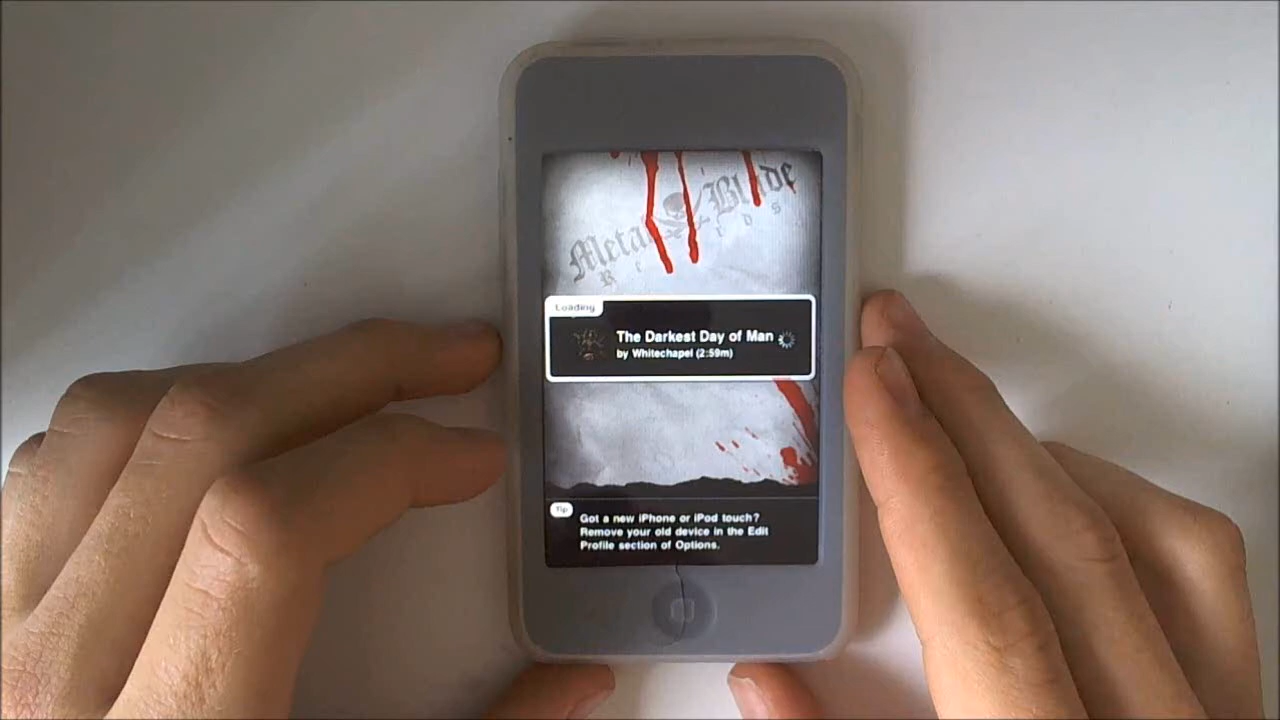 Metal Blade
R r d s
Loading
The Darkest Day of Man
by Whitechapel (2:59m)
Tip
Got a new iPhone or iPod touch?
Remove your old device in the Edit
Profile section of Options.